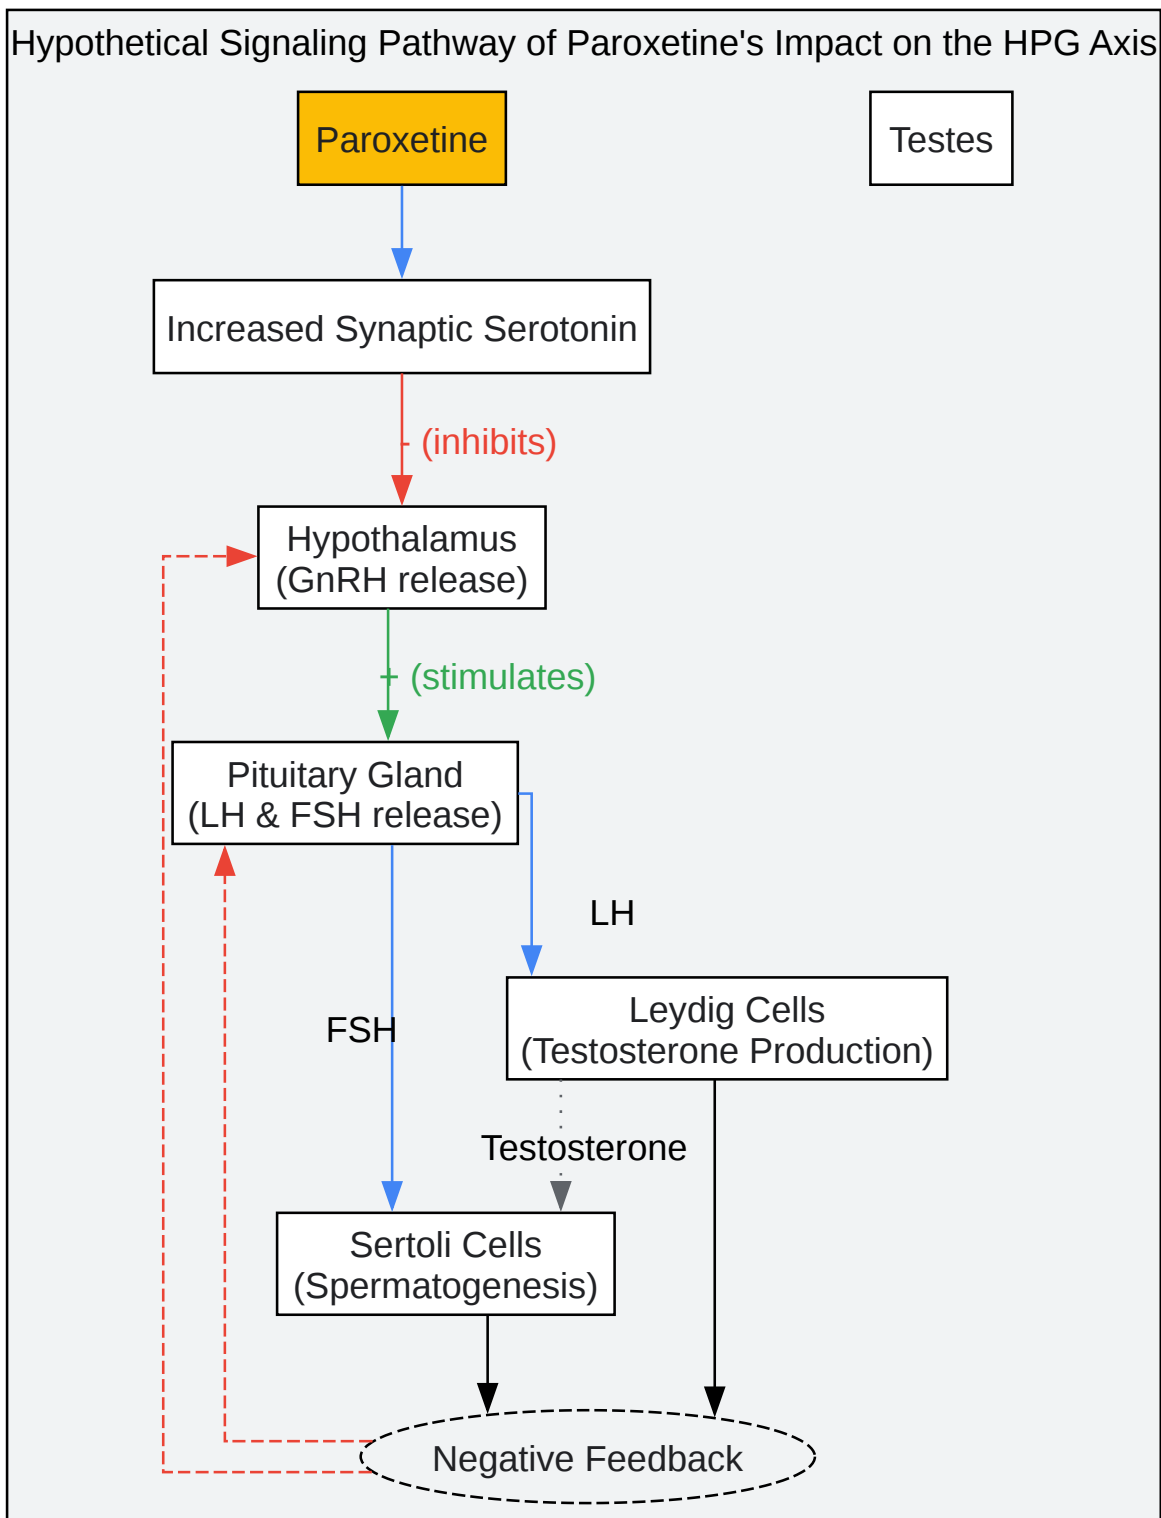 Hypothetical Signaling Pathway of Paroxetine's Impact on the HPG Axis
Paroxetine
Testes
Increased Synaptic Serotonin
- (inhibits)
Hypothalamus
(GnRH release)
+ (stimulates)
Pituitary Gland
(LH & FSH release)
LH
Leydig Cells
(Testosterone Production)
FSH
Testosterone
Sertoli Cells
(Spermatogenesis)
Negative Feedback